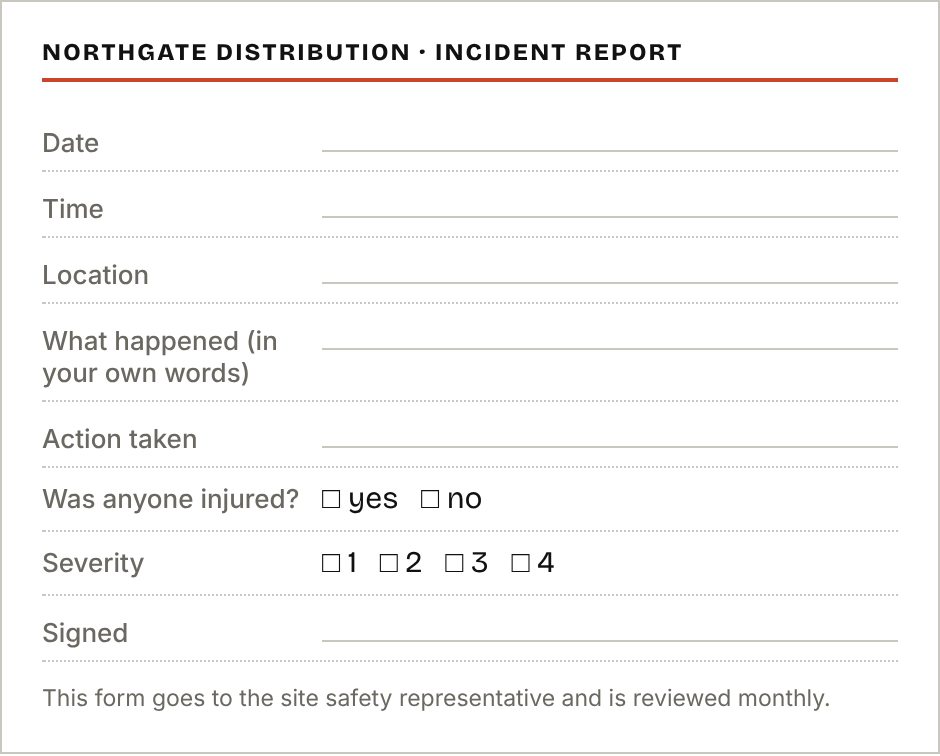 NORTHGATE DISTRIBUTION · INCIDENT REPORT
Date
Time
Location
What happened (in
your own words)
Action taken
Was anyone injured? □ yes □ no
Severity □ 1 □ 2 □ 3 □ 4
Signed
This form goes to the site safety representative and is reviewed monthly.